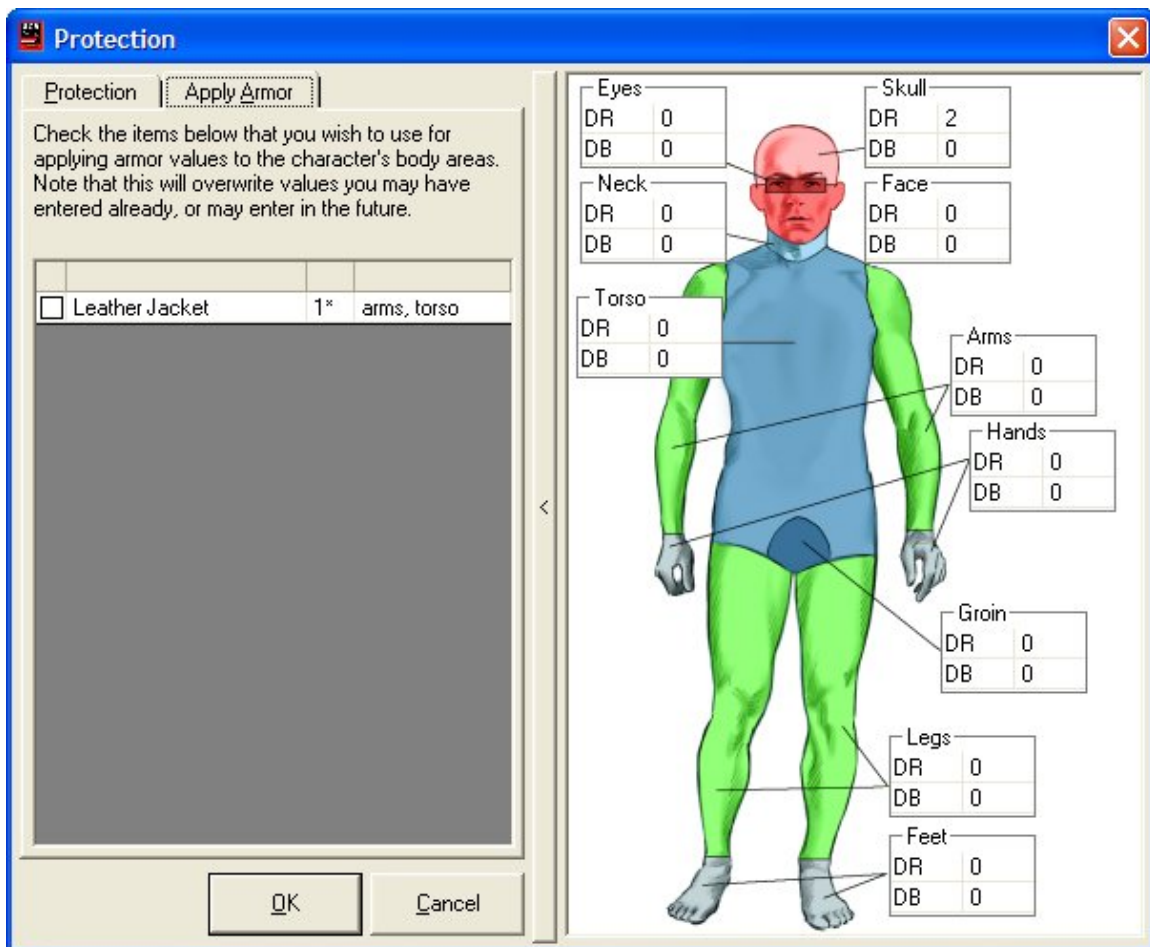 Protection
Protection Apply Armor
Check the items below that you wish to use for
applying armor values to the character's body areas.
Note that this will overwrite values you may have
entered already, or may enter in the future.
Leather Jacket 1* arms, torso
OK Cancel
<
Eyes
DR 0
DB 0
Skull
DR 2
DB 0
Neck
DR 0
DB 0
Face
DR 0
DB 0
Torso
DR 0
DB 0
Arms
DR 0
DB 0
Hands
DR 0
DB 0
Groin
DR 0
DB 0
Legs
DR 0
DB 0
Feet
DR 0
DB 0